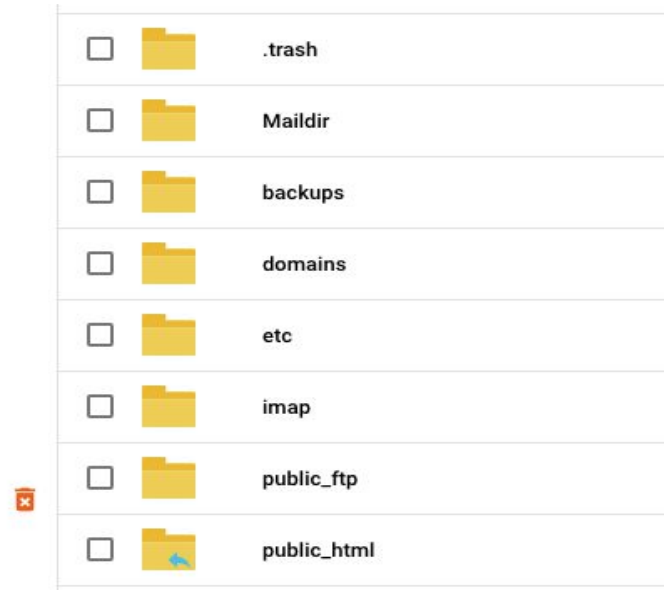 .trash
Maildir
backups
domains
etc
imap
public_ftp
public_html